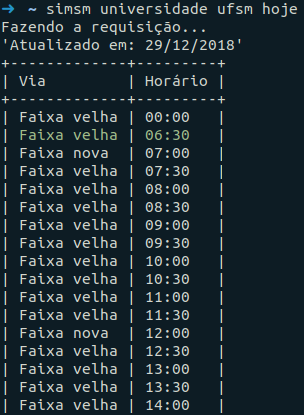 ➜ ~ simsm universidade ufsm hoje
Fazendo a requisição...
'Atualizado em: 29/12/2018'
+-------------+---------+
| Via | Horário |
+-------------+---------+
| Faixa velha | 00:00 |
| Faixa velha | 06:30 |
| Faixa nova | 07:00 |
| Faixa velha | 07:30 |
| Faixa velha | 08:00 |
| Faixa velha | 08:30 |
| Faixa velha | 09:00 |
| Faixa velha | 09:30 |
| Faixa velha | 10:00 |
| Faixa velha | 10:30 |
| Faixa velha | 11:00 |
| Faixa velha | 11:30 |
| Faixa nova | 12:00 |
| Faixa velha | 12:30 |
| Faixa velha | 13:00 |
| Faixa velha | 13:30 |
| Faixa velha | 14:00 |